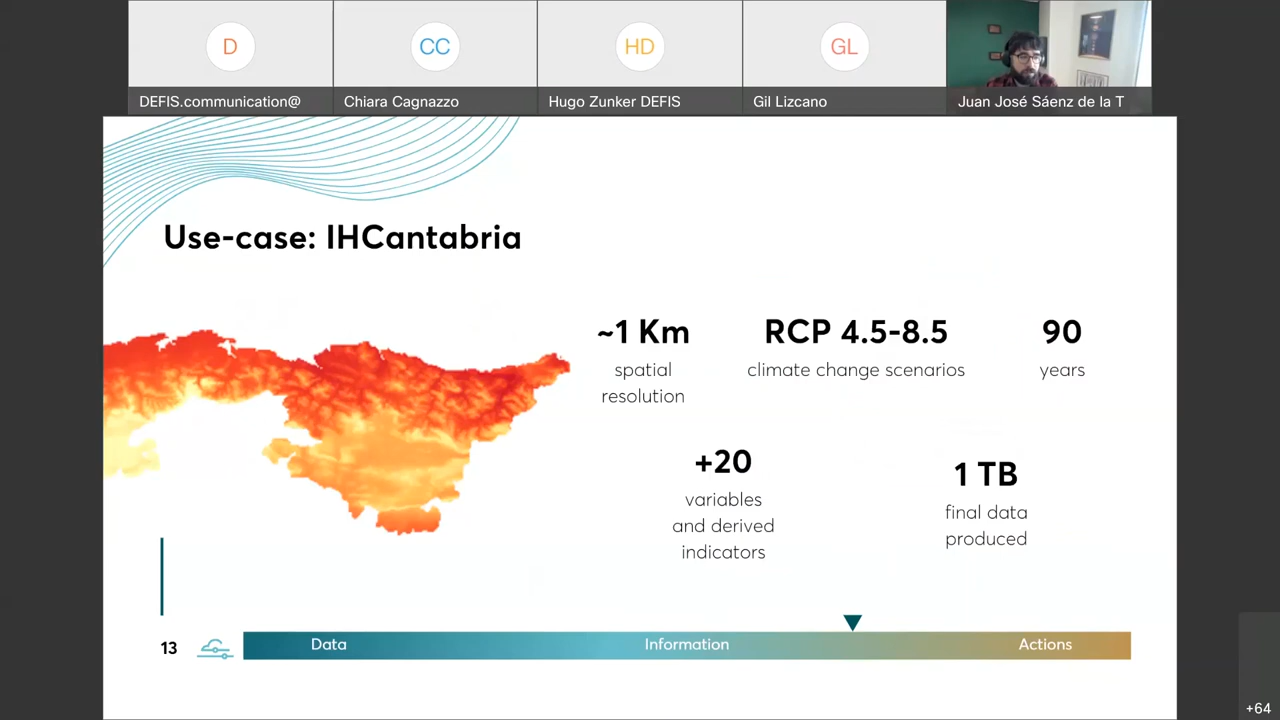 D
CC
HD
GL
DEFIS.communication@
Chiara Cagnazzo
Hugo Zunker DEFIS
Gil Lizcano
Juan José Sáenz de la T
Use-case: IHCantabria
~1 Km
spatial
resolution
RCP 4.5-8.5
climate change scenarios
90
years
+20
variables
and derived
indicators
1 TB
final data
produced
13
Data
Information
Actions
+64